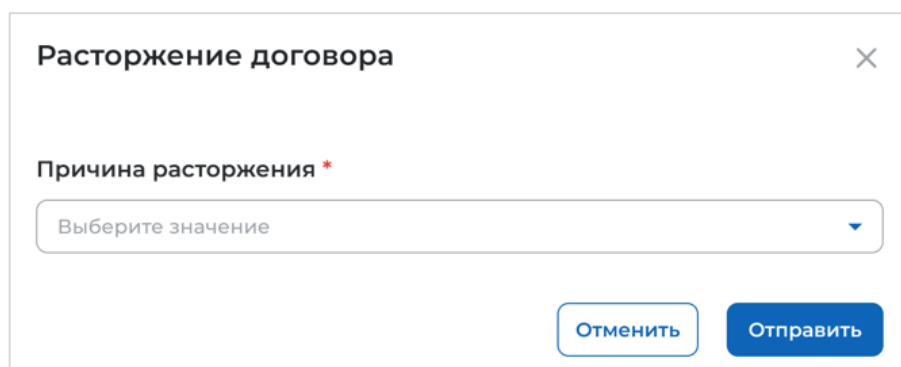 Расторжение договора
Причина расторжения *
Выберите значение
Отменить Отправить